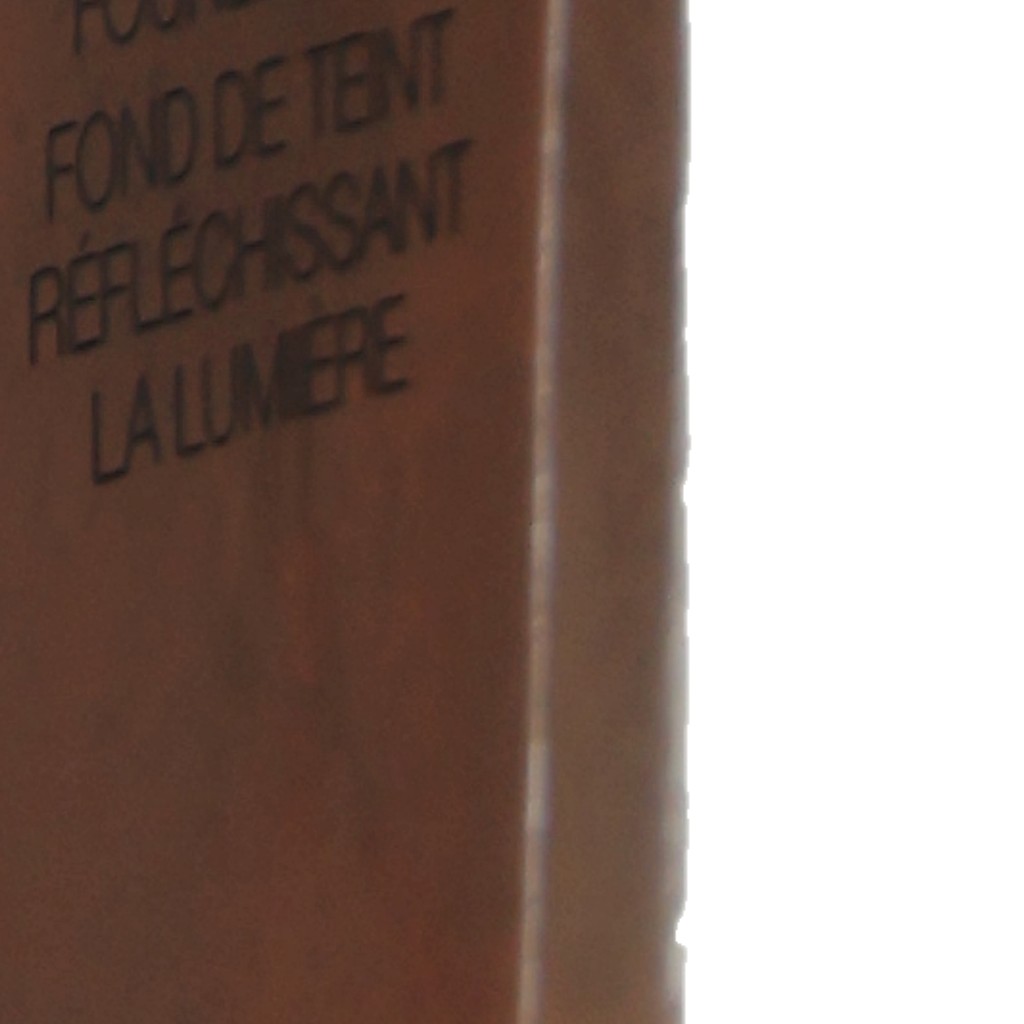 FOND DE TEINT
RÉFLÉCHISSANT
LA LUMIÈRE